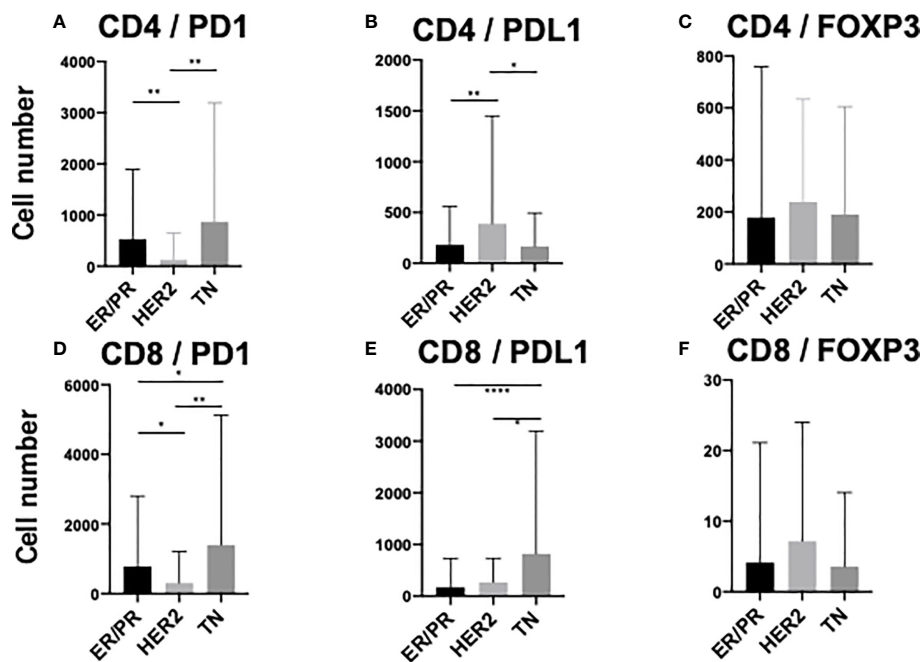 A
CD4 / PD1
B
CD4 / PDL1
C
CD4 / FOXP3
Cell number
4000
3000
2000
1000
0
**
**
ER/PR
HER2
TN
2000
1500
1000
500
0
**
*
ER/PR
HER2
TN
800
600
400
200
0
ER/PR
HER2
TN
D
CD8 / PD1
E
CD8 / PDL1
F
CD8 / FOXP3
Cell number
6000
4000
2000
0
*
**
*
ER/PR
HER2
TN
4000
3000
2000
1000
0
****
*
ER/PR
HER2
TN
30
20
10
0
ER/PR
HER2
TN